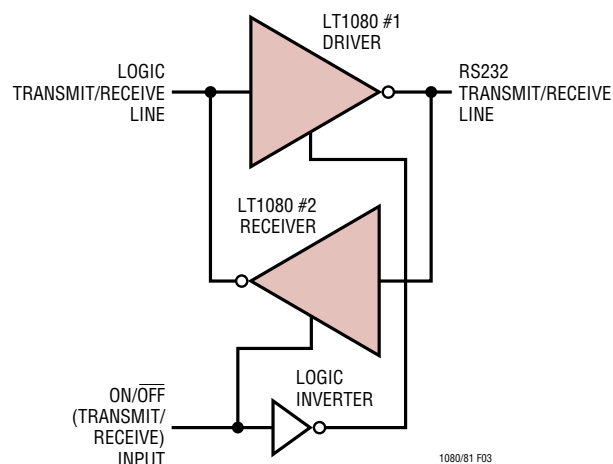 LT1080 #1
DRIVER
LOGIC
TRANSMIT/RECEIVE
LINE
RS232
TRANSMIT/RECEIVE
LINE
LT1080 #2
RECEIVER
ON/OFF
(TRANSMIT/
RECEIVE)
INPUT
LOGIC
INVERTER
1080/81 F03